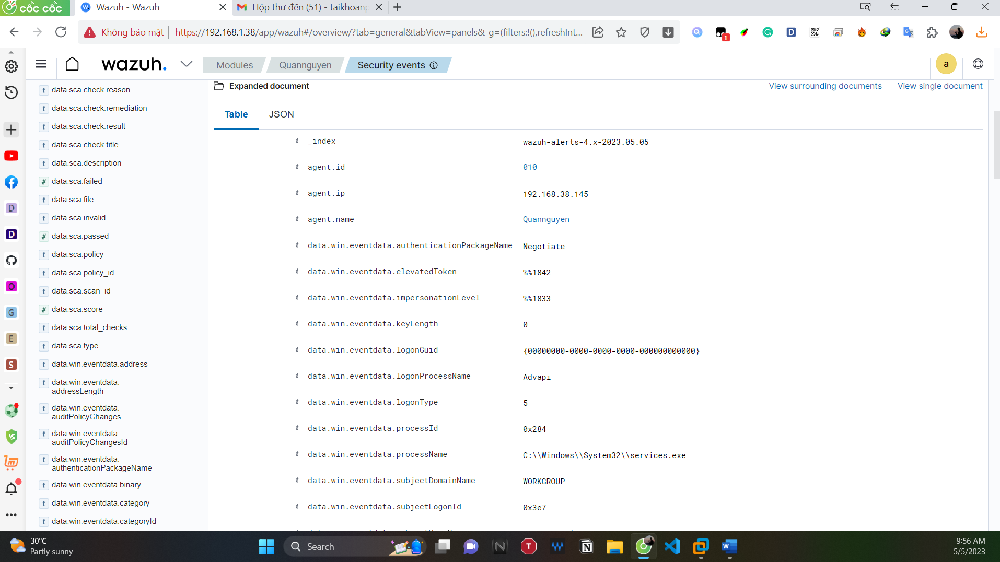 cốc cốc
Wazuh - Wazuh
Hộp thư đến (51) - taikhoanp
Không bảo mật
https://192.168.1.38/app/wazuh#/overview/?tab=general&tabView=panels&_g=(filters:!(),refreshInt...
1
wazuh.
Modules
Quannguyen
Security events
a
data.sca.check.reason
data.sca.check.remediation
data.sca.check.result
data.sca.check.title
data.sca.description
data.sca.failed
data.sca.file
data.sca.invalid
data.sca.passed
data.sca.policy
data.sca.policy_id
data.sca.scan_id
data.sca.score
data.sca.total_checks
data.sca.type
data.win.eventdata.address
data.win.eventdata.
addressLength
data.win.eventdata.
auditPolicyChanges
data.win.eventdata.
auditPolicyChangesId
data.win.eventdata.
authenticationPackageName
data.win.eventdata.binary
data.win.eventdata.category
data.win.eventdata.categoryId
Expanded document
View surrounding documents
View single document
Table
JSON
t _index wazuh-alerts-4.x-2023.05.05
t agent.id 010
t agent.ip 192.168.38.145
t agent.name Quannguyen
t data.win.eventdata.authenticationPackageName Negotiate
t data.win.eventdata.elevatedToken %%1842
t data.win.eventdata.impersonationLevel %%1833
t data.win.eventdata.keyLength 0
t data.win.eventdata.logonGuid {00000000-0000-0000-0000-000000000000}
t data.win.eventdata.logonProcessName Advapi
t data.win.eventdata.logonType 5
t data.win.eventdata.processId 0x284
t data.win.eventdata.processName C:\\Windows\\System32\\services.exe
t data.win.eventdata.subjectDomainName WORKGROUP
t data.win.eventdata.subjectLogonId 0x3e7
30°C
Partly sunny
Search
9:56 AM
5/5/2023